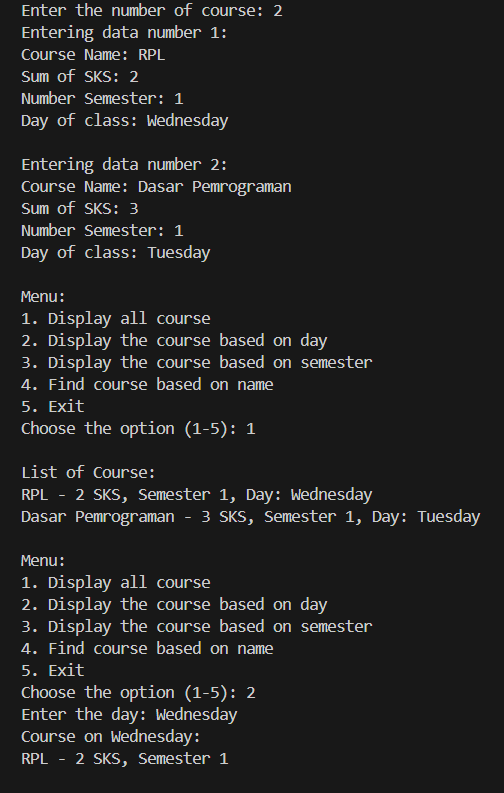 Enter the number of course: 2
Entering data number 1:
Course Name: RPL
Sum of SKS: 2
Number Semester: 1
Day of class: Wednesday

Entering data number 2:
Course Name: Dasar Pemrograman
Sum of SKS: 3
Number Semester: 1
Day of class: Tuesday

Menu:
1. Display all course
2. Display the course based on day
3. Display the course based on semester
4. Find course based on name
5. Exit
Choose the option (1-5): 1

List of Course:
RPL - 2 SKS, Semester 1, Day: Wednesday
Dasar Pemrograman - 3 SKS, Semester 1, Day: Tuesday

Menu:
1. Display all course
2. Display the course based on day
3. Display the course based on semester
4. Find course based on name
5. Exit
Choose the option (1-5): 2
Enter the day: Wednesday
Course on Wednesday:
RPL - 2 SKS, Semester 1